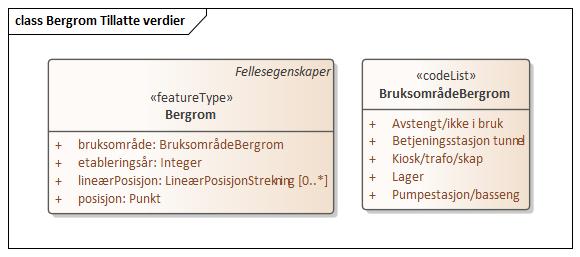 class Bergrom Tillatte verdier
Fellesegenskaper
«featureType»
Bergrom
+ bruksområde: BruksområdeBergrom
+ etableringsår: Integer
+ lineærPosisjon: LineærPosisjonStrekning [0..*]
+ posisjon: Punkt
«codeList»
BruksområdeBergrom
+ Avstengt/ikke i bruk
+ Betjeningsstasjon tunnel
+ Kiosk/trafo/skap
+ Lager
+ Pumpestasjon/basseng